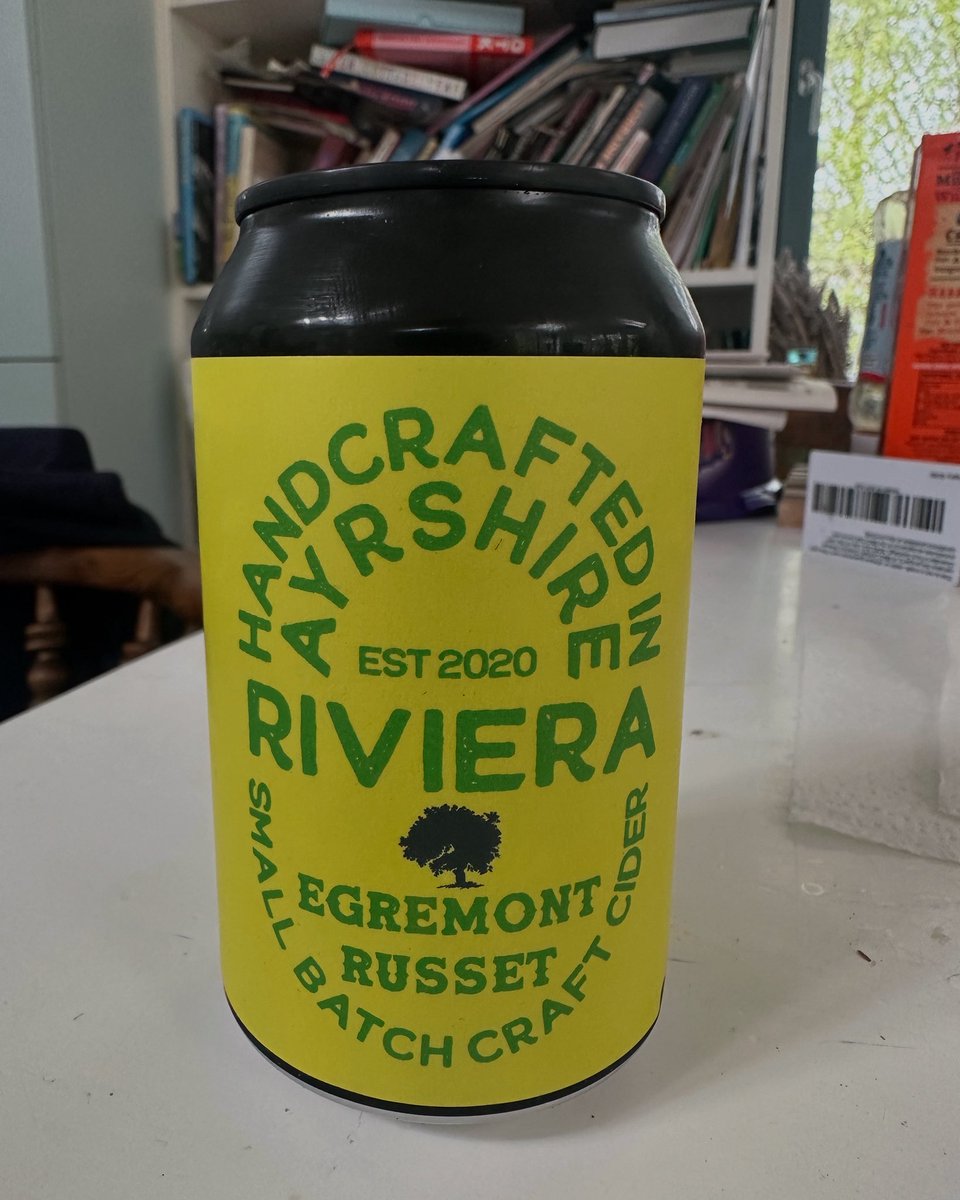 HANDCRAFTED IN
AYRSHIRE
EST 2020
RIVIERA
EGREMONT
RUSSET
SMALL BATCH CRAFT CIDER